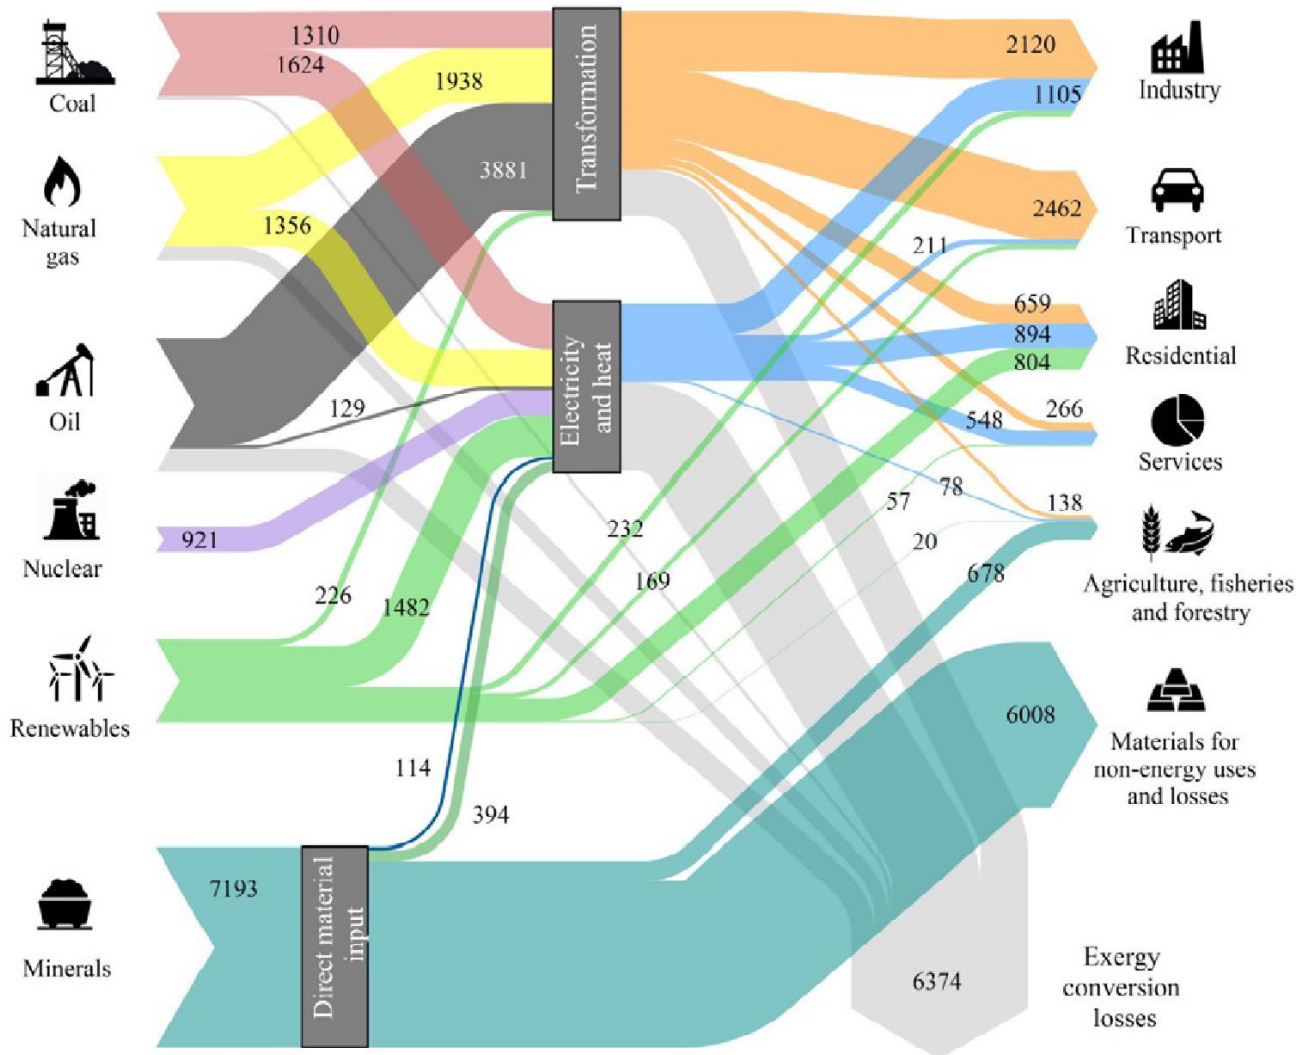 Coal
Natural
gas
Oil
Nuclear
Renewables
Minerals
1310
1624
1938
3881
1356
129
921
226
1482
114
394
7193
Transformation
Electricity
and heat
Direct material
input
232
169
211
57
78
20
678
2120
1105
2462
659
894
804
266
548
138
6008
6374
Industry
Transport
Residential
Services
Agriculture, fisheries
and forestry
Materials for
non-energy uses
and losses
Exergy
conversion
losses